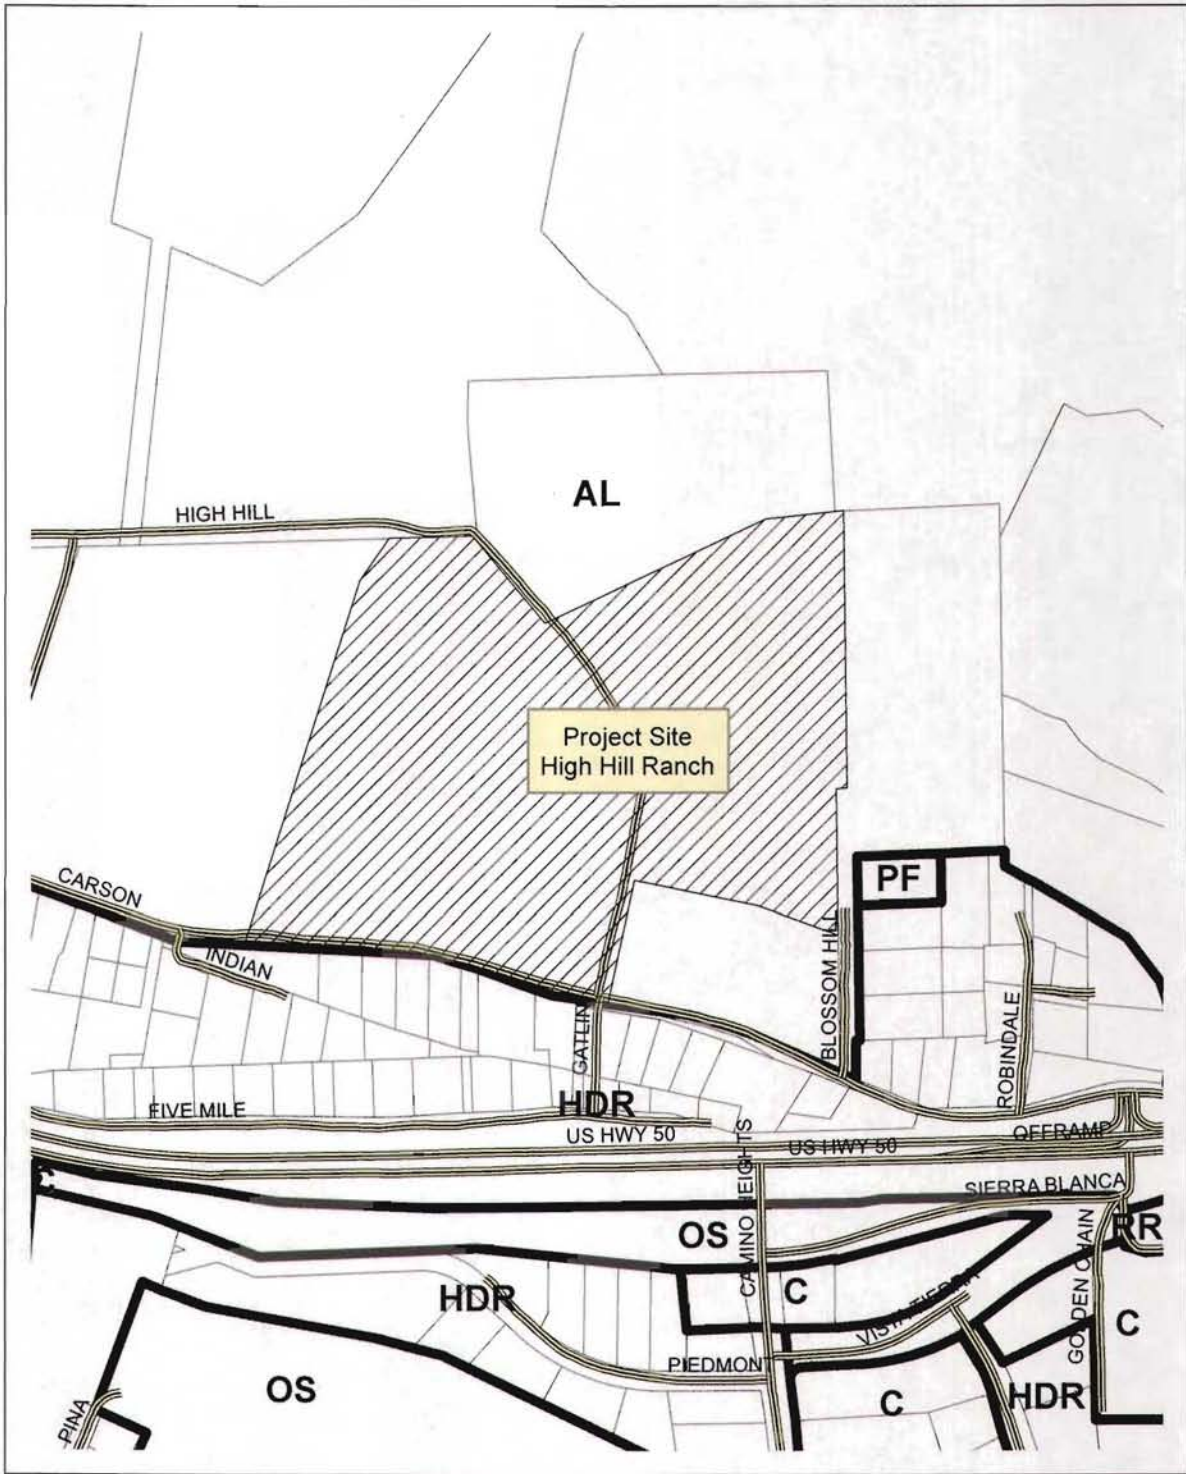 AL
HIGH HILL
Project Site
High Hill Ranch
CARSON
PF
INDIAN
BLOSSOM HILL
GATLIN
ROBINDALE
HDR
FIVE MILE
US HWY 50
US HWY 50
OFFRAMP
CAMINO HEIGHTS
SIERRA BLANCA
OS
RR
GOLDEN CHAIN
C
HDR
VISTA TIERRA
C
PIEDMONT
OS
C
HDR
PINA